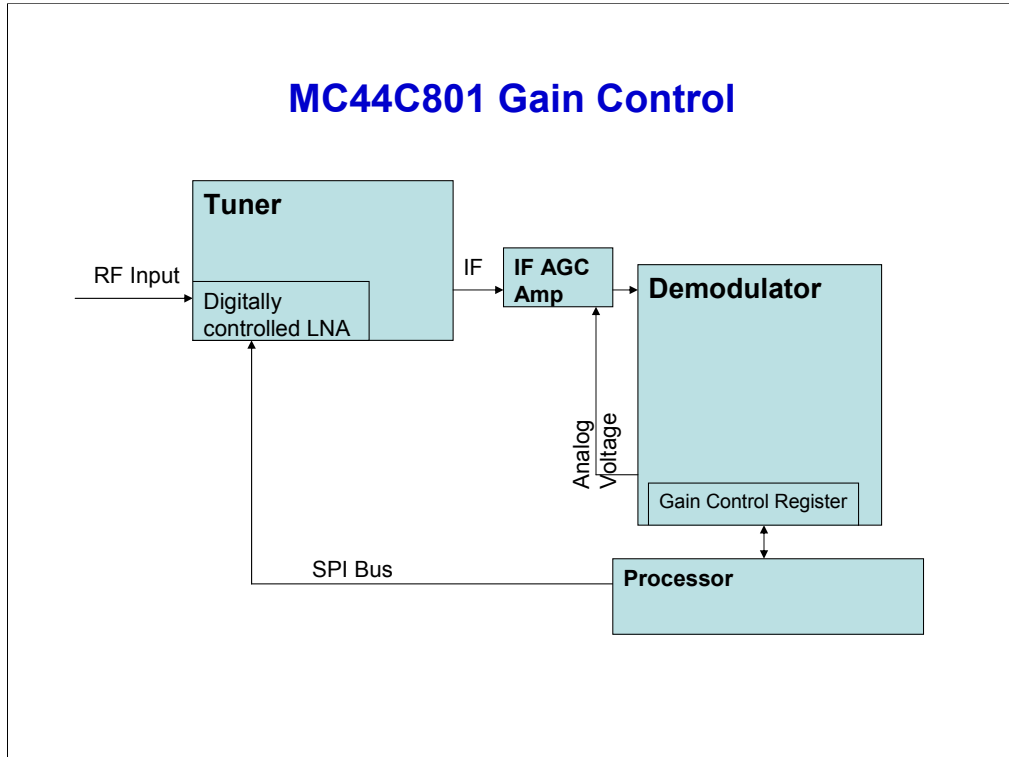 MC44C801 Gain Control
Tuner
RF Input
Digitally
controlled LNA
IF
IF AGC
Amp
Demodulator
Analog
Voltage
Gain Control Register
SPI Bus
Processor